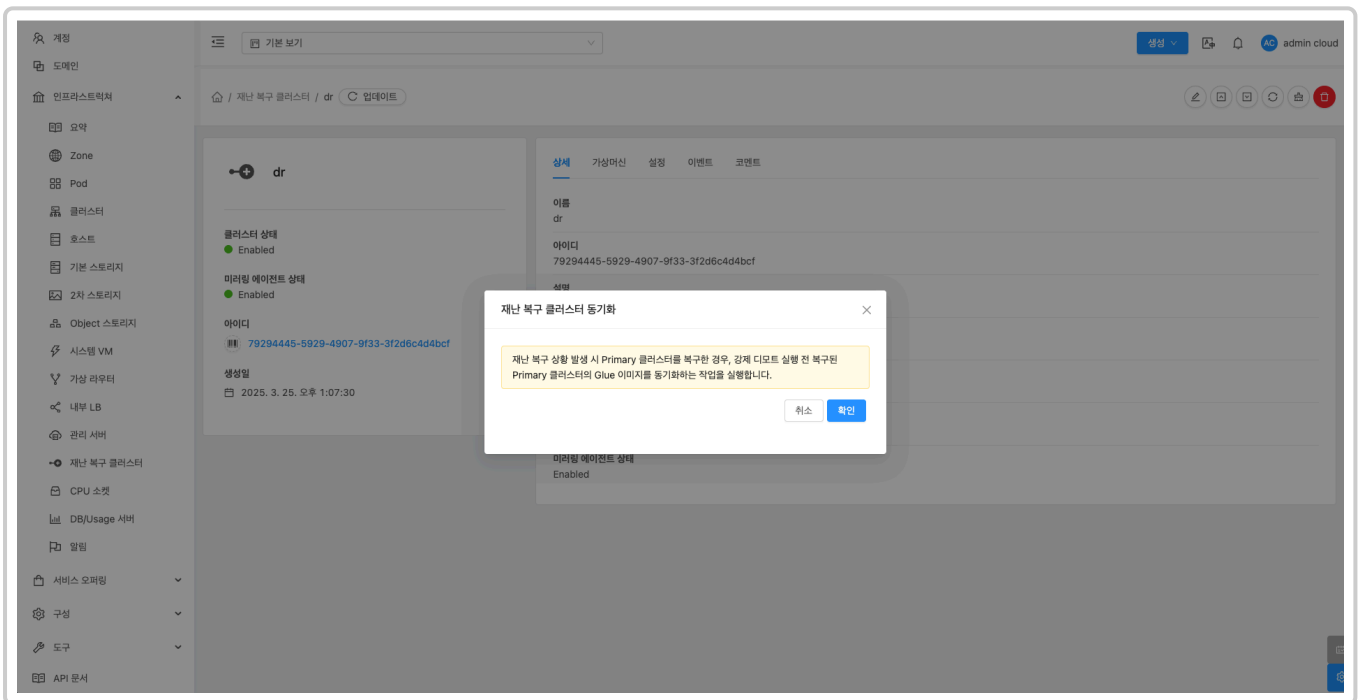 계정
기본 보기
생성
AC
admin cloud
도메인
인프라스트럭쳐
/ 재난 복구 클러스터 / dr
업데이트
요약
Zone
Pod
클러스터
호스트
기본 스토리지
2차 스토리지
Object 스토리지
시스템 VM
가상 라우터
내부 LB
관리 서버
재난 복구 클러스터
CPU 소켓
DB/Usage 서버
알림
서비스 오퍼링
구성
도구
API 문서
dr
클러스터 상태
Enabled
미러링 에이전트 상태
Enabled
아이디
79294445-5929-4907-9f33-3f2d6c4d4bcf
생성일
2025. 3. 25. 오후 1:07:30
상세 가상머신 설정 이벤트 코멘트
이름
dr
아이디
79294445-5929-4907-9f33-3f2d6c4d4bcf
설명
재난 복구 클러스터 동기화
재난 복구 상황 발생 시 Primary 클러스터를 복구한 경우, 강제 디모트 실행 전 복구된
Primary 클러스터의 Glue 이미지를 동기화하는 작업을 실행합니다.
취소 확인
미러링 에이전트 상태
Enabled